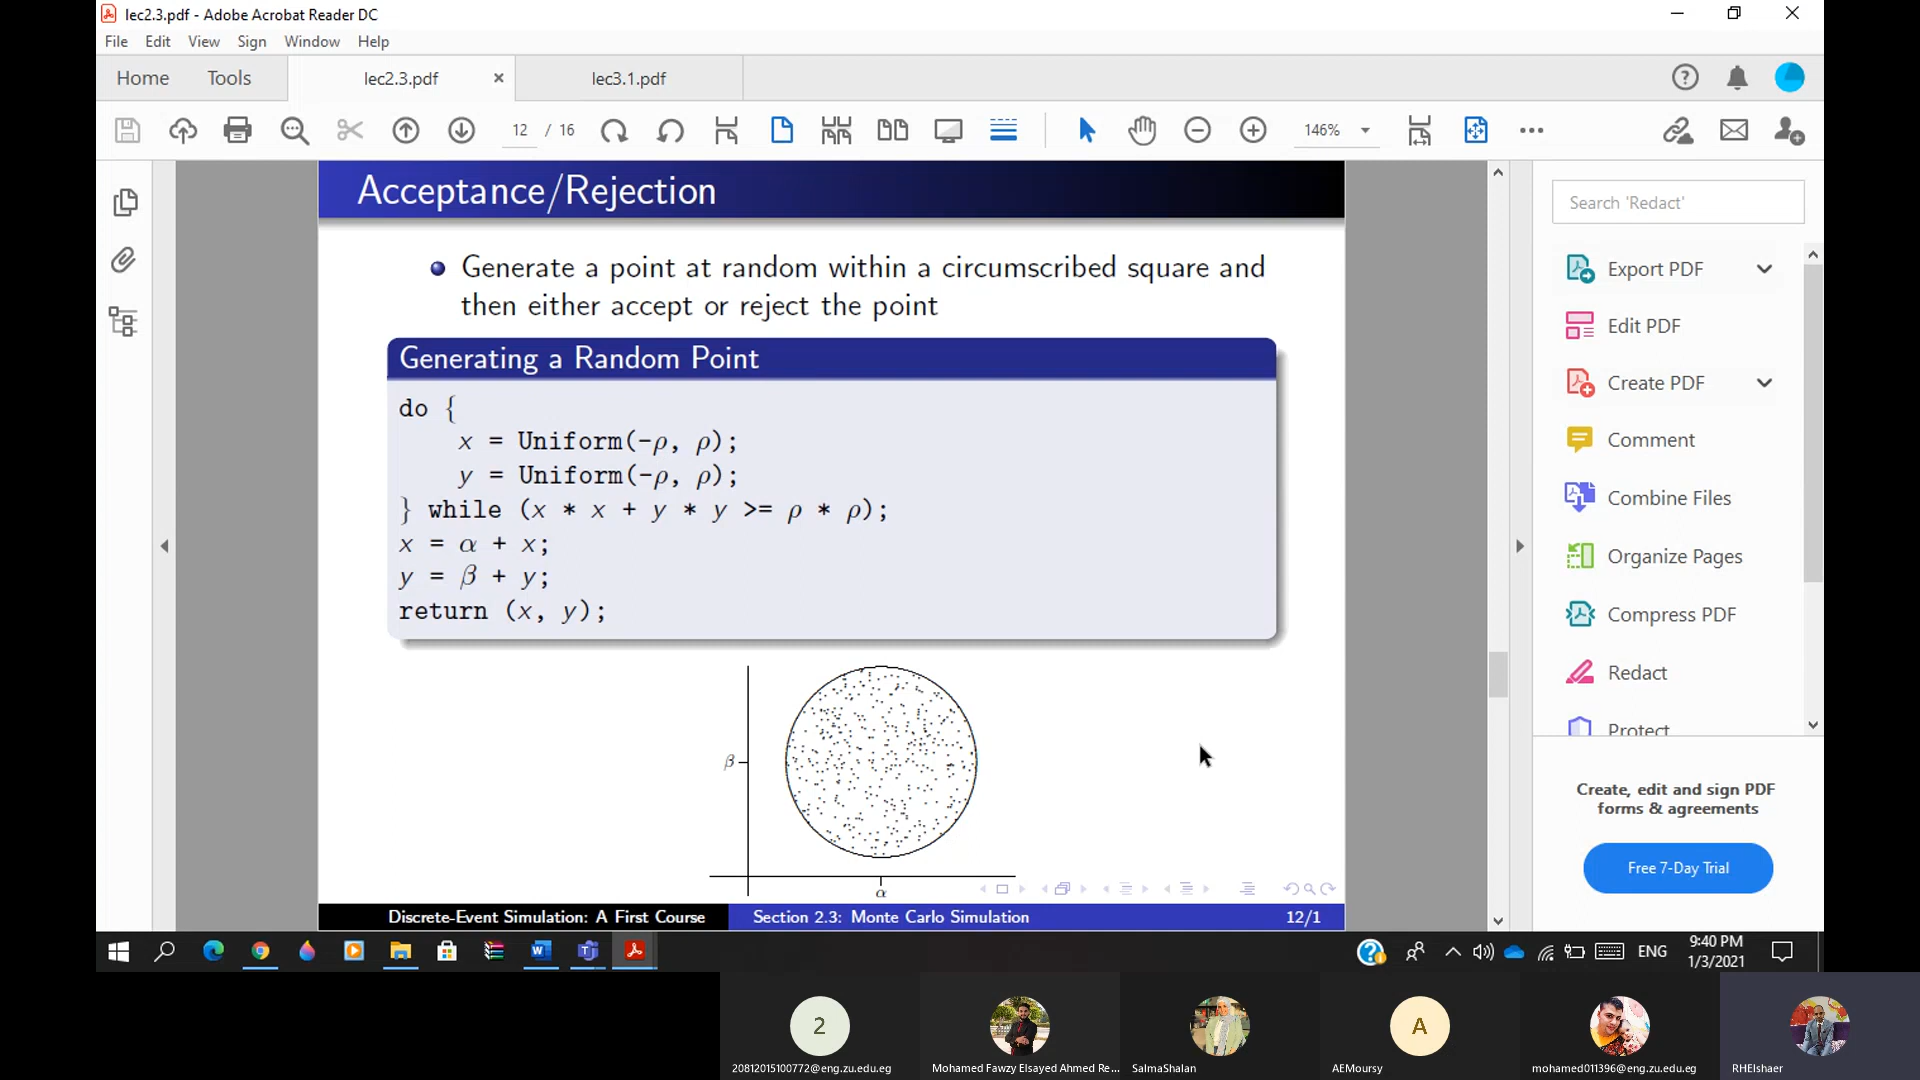 lec2.3.pdf - Adobe Acrobat Reader DC
File Edit View Sign Window Help
Home Tools lec2.3.pdf × lec3.1.pdf
12 / 16 146%
Acceptance/Rejection
Generate a point at random within a circumscribed square and
then either accept or reject the point
Generating a Random Point
do {
x = Uniform(-ρ, ρ);
y = Uniform(-ρ, ρ);
} while (x * x + y * y >= ρ * ρ);
x = α + x;
y = β + y;
return (x, y);
β
α
Discrete-Event Simulation: A First Course Section 2.3: Monte Carlo Simulation 12/1
Search 'Redact'
Export PDF
Edit PDF
Create PDF
Comment
Combine Files
Organize Pages
Compress PDF
Redact
Protect
Create, edit and sign PDF
forms & agreements
Free 7-Day Trial
ENG
9:40 PM
1/3/2021
2
A
20812015100772@eng.zu.edu.eg Mohamed Fawzy Elsayed Ahmed Re... SalmaShalan AEMoursy mohamed011396@eng.zu.edu.eg RHElshaer